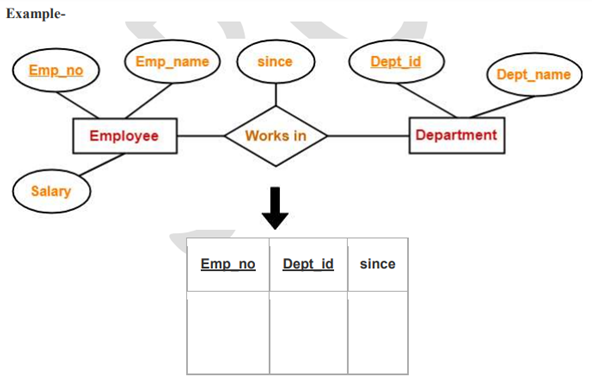 Example-
Emp_no
Emp_name
since
Dept_id
Dept_name
Employee
Works in
Department
Salary
Emp_no Dept_id since